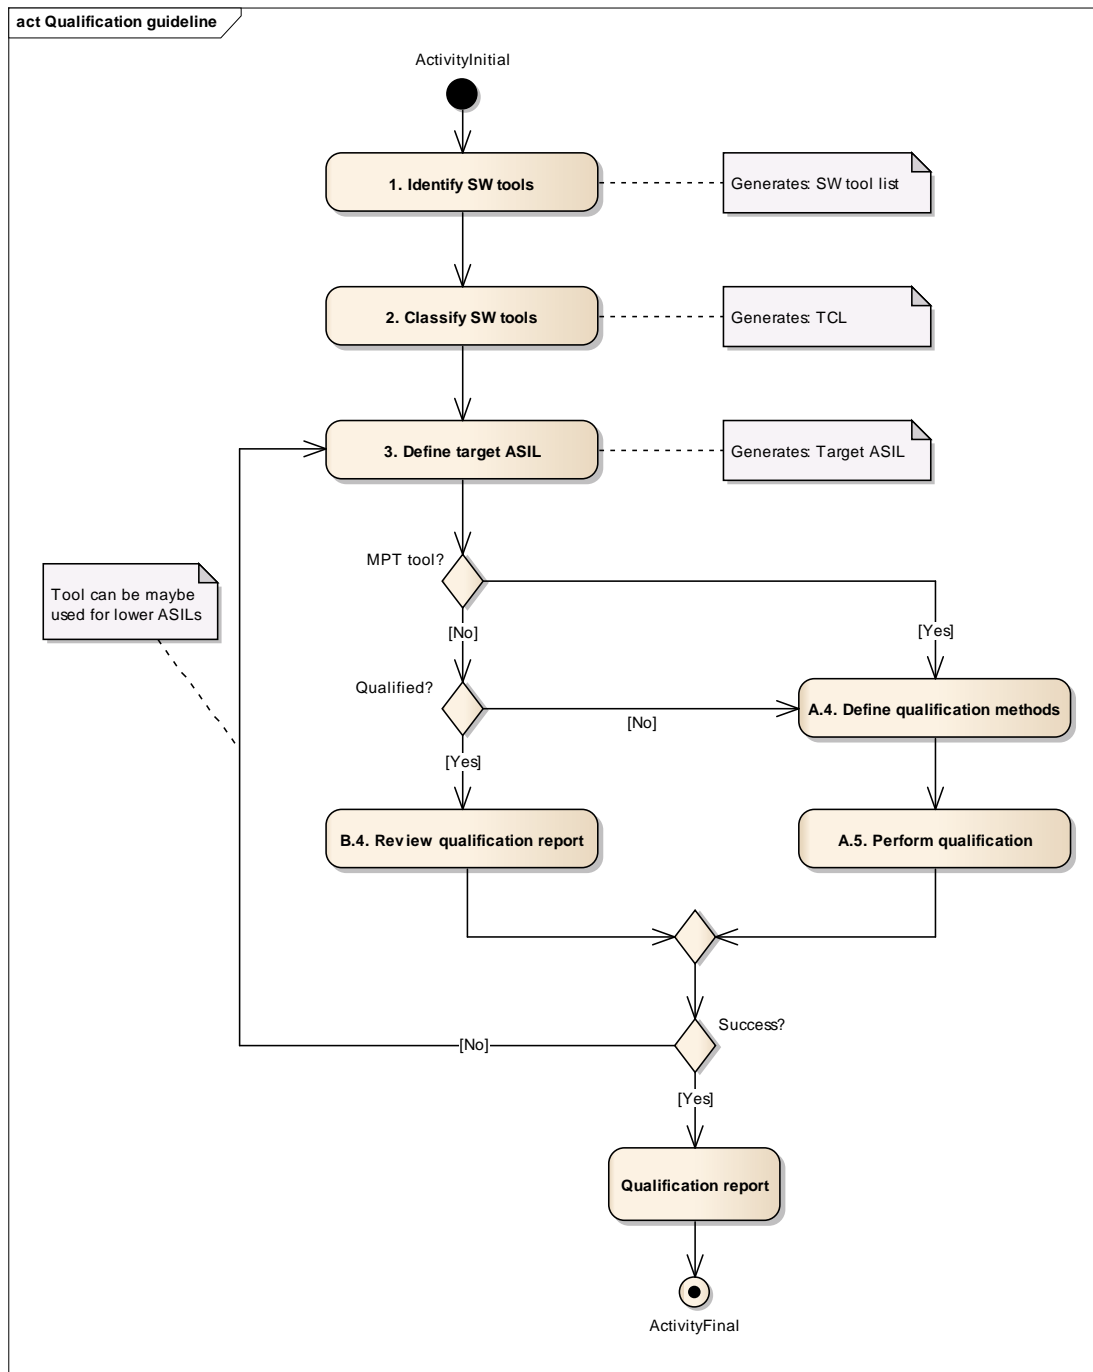 act Qualification guideline
ActivityInitial
1. Identify SW tools
Generates: SW tool list
2. Classify SW tools
Generates: TCL
3. Define target ASIL
Generates: Target ASIL
MPT tool?
Tool can be maybe
used for lower ASILs
[No]
[Yes]
Qualified?
A.4. Define qualification methods
[No]
[Yes]
B.4. Review qualification report
A.5. Perform qualification
Success?
[No]
[Yes]
Qualification report
ActivityFinal